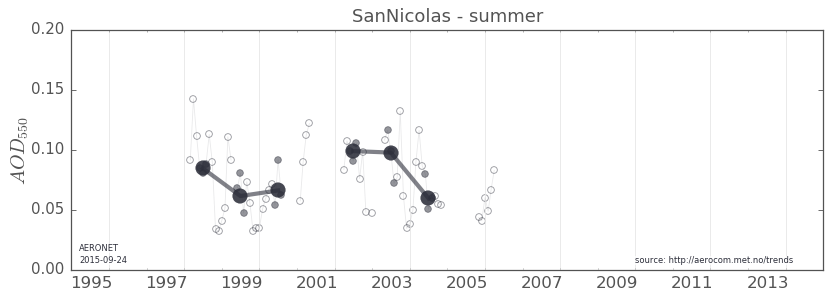 SanNicolas - summer
0.20
0.15
0.10
0.05
0.00
AOD550
AERONET
2015-09-24
source: http://aerocom.met.no/trends
1995 1997 1999 2001 2003 2005 2007 2009 2011 2013